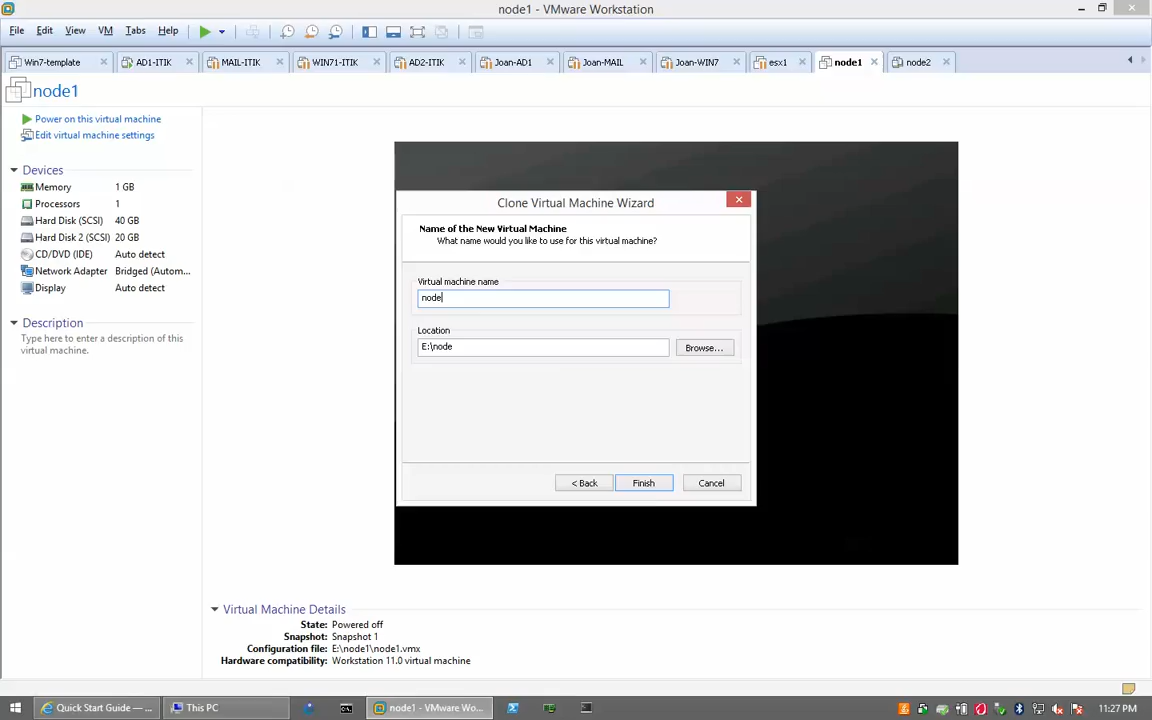 node1 - VMware Workstation
File Edit View VM Tabs Help
Win7-template AD1-ITIK MAIL-ITIK WIN71-ITIK AD2-ITIK Joan-AD1 Joan-MAIL Joan-WIN7 esx1 node1 node2
node1
Power on this virtual machine
Edit virtual machine settings
Devices
Memory 1 GB
Processors 1
Hard Disk (SCSI) 40 GB
Hard Disk 2 (SCSI) 20 GB
CD/DVD (IDE) Auto detect
Network Adapter Bridged (Autom...
Display Auto detect
Description
Type here to enter a description of this
virtual machine.
Clone Virtual Machine Wizard
Name of the New Virtual Machine
What name would you like to use for this virtual machine?
Virtual machine name
node
Location
E:\node
Browse...
< Back Finish Cancel
Virtual Machine Details
State: Powered off
Snapshot: Snapshot 1
Configuration file: E:\node1\node1.vmx
Hardware compatibility: Workstation 11.0 virtual machine
Quick Start Guide — ... This PC node1 - VMware Wo... 11:27 PM